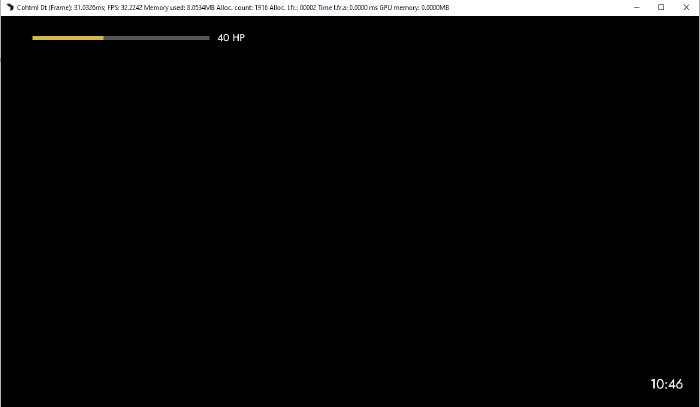 Cohtml Dt (Frame): 31.0326ms; FPS: 32.2242 Memory used: 8.0534MB Alloc. count: 1916 Alloc. l.fr.: 00002 Time l.fr.a: 0.0000 ms GPU memory: 0.0000MB
40 HP
10:46